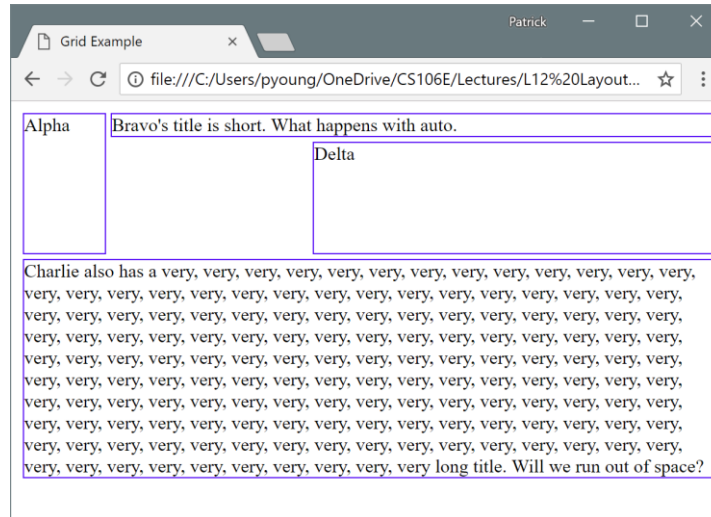 Patrick
Grid Example
file:///C:/Users/pyoung/OneDrive/CS106E/Lectures/L12%20Layout...
Alpha
Bravo's title is short. What happens with auto.
Delta
Charlie also has a very, very, very, very, very, very, very, very, very, very, very, very, very,
very, very, very, very, very, very, very, very, very, very, very, very, very, very, very, very,
very, very, very, very, very, very, very, very, very, very, very, very, very, very, very, very,
very, very, very, very, very, very, very, very, very, very, very, very, very, very, very, very,
very, very, very, very, very, very, very, very, very, very, very, very, very, very, very, very,
very, very, very, very, very, very, very, very, very, very, very, very, very, very, very, very,
very, very, very, very, very, very, very, very, very, very, very, very, very, very, very, very,
very, very, very, very, very, very, very, very, very, very, very, very, very, very, very, very,
very, very, very, very, very, very, very, very, very, very, very, very, very, very, very, very,
very, very, very, very, very, very, very, very, very, very long title. Will we run out of space?